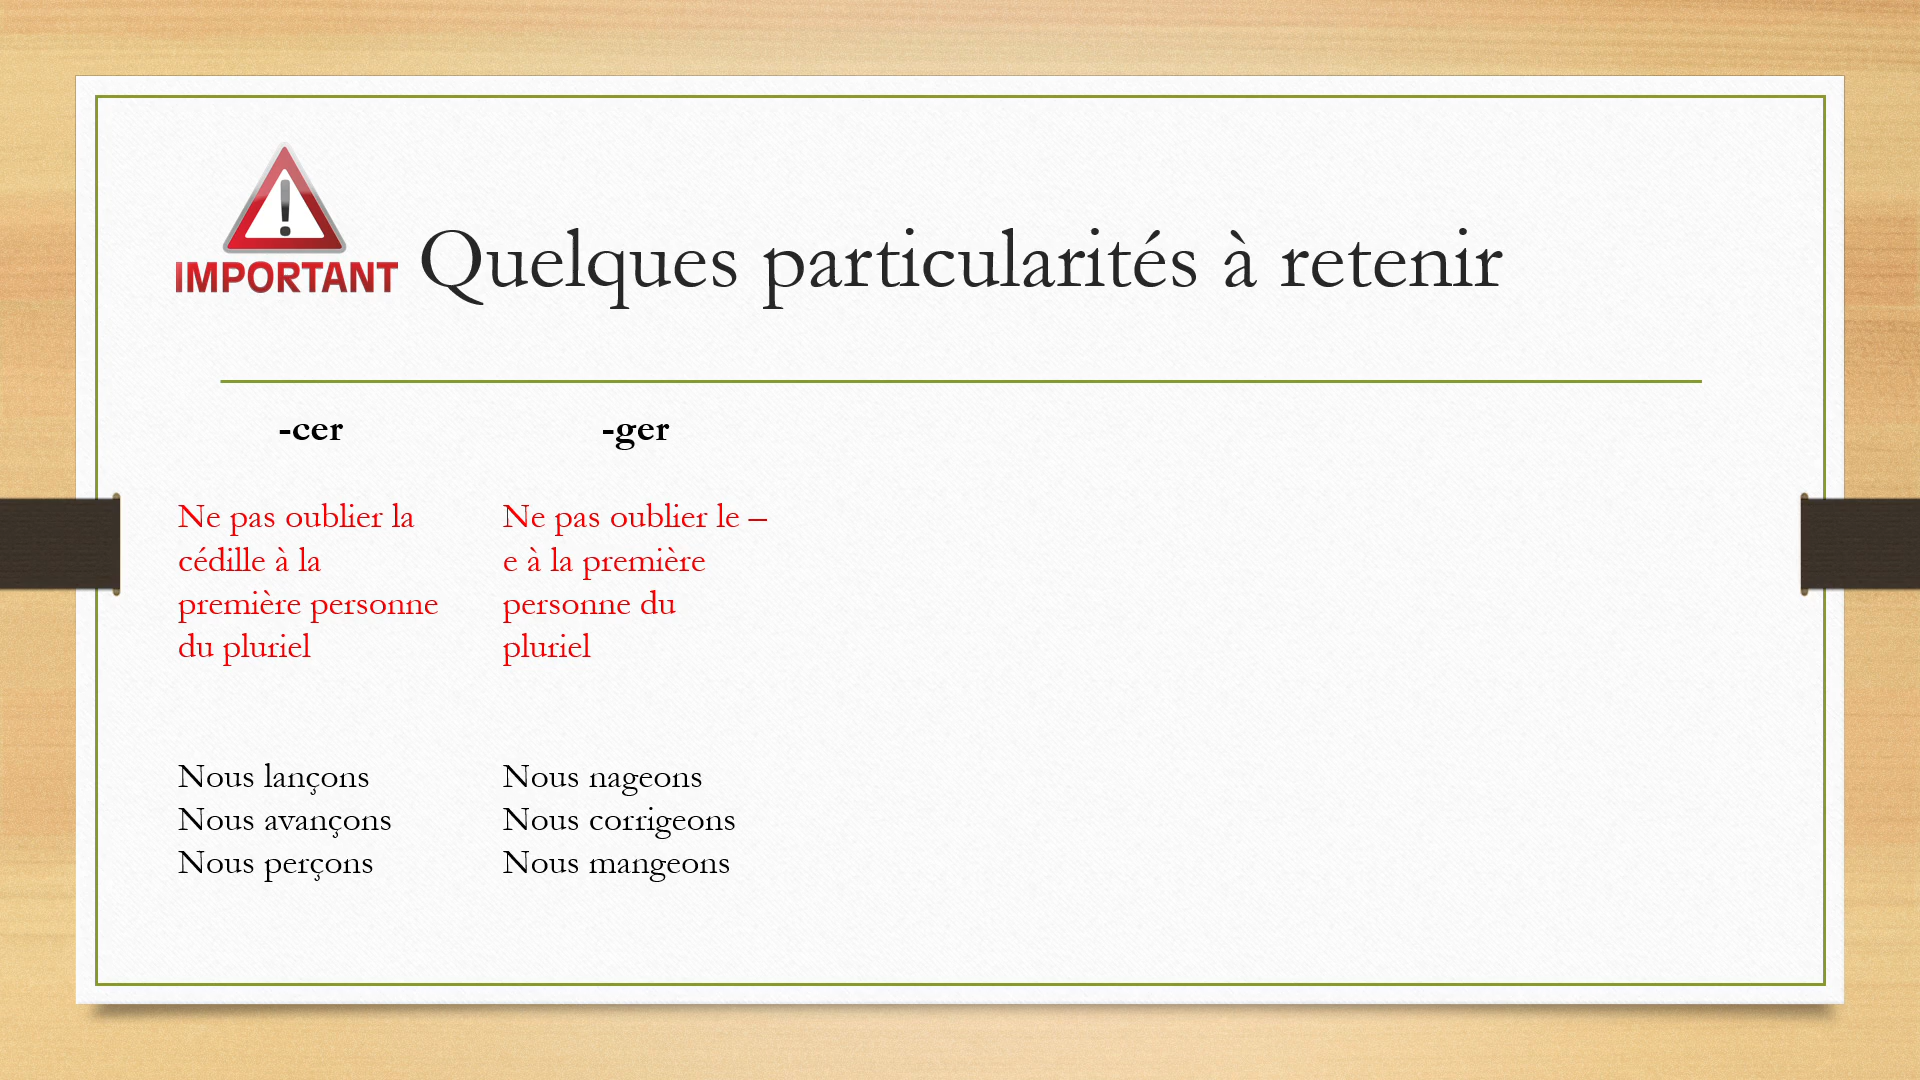 IMPORTANT
Quelques particularités à retenir
-cer
Ne pas oublier la
cédille à la
première personne
du pluriel
Nous lançons
Nous avançons
Nous perçons
-ger
Ne pas oublier le –
e à la première
personne du
pluriel
Nous nageons
Nous corrigeons
Nous mangeons